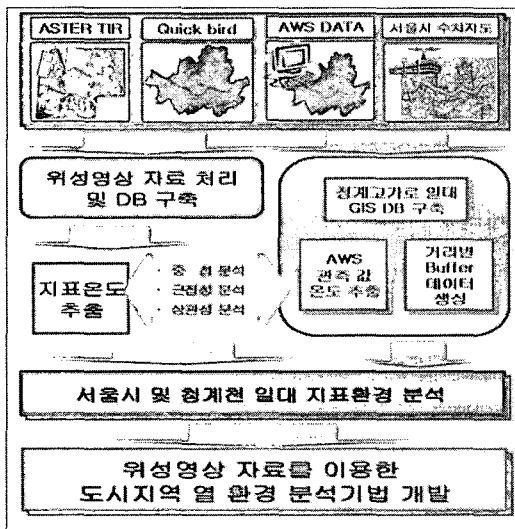 ASTER TIR
Quick bird
AWS DATA
서울시 수치지도
위성영상 자료 처리
및 DB 구축
청계고가로 일대
GIS DB 구축
지표온도
추출
· 중 첩 분석
· 근접성 분석
· 상관성 분석
AWS
관측 값
온도 추출
거리별
Buffer
데이터
생성
서울시 및 청계천 일대 지표환경 분석
위성영상 자료를 이용한
도시지역 열 환경 분석기법 개발